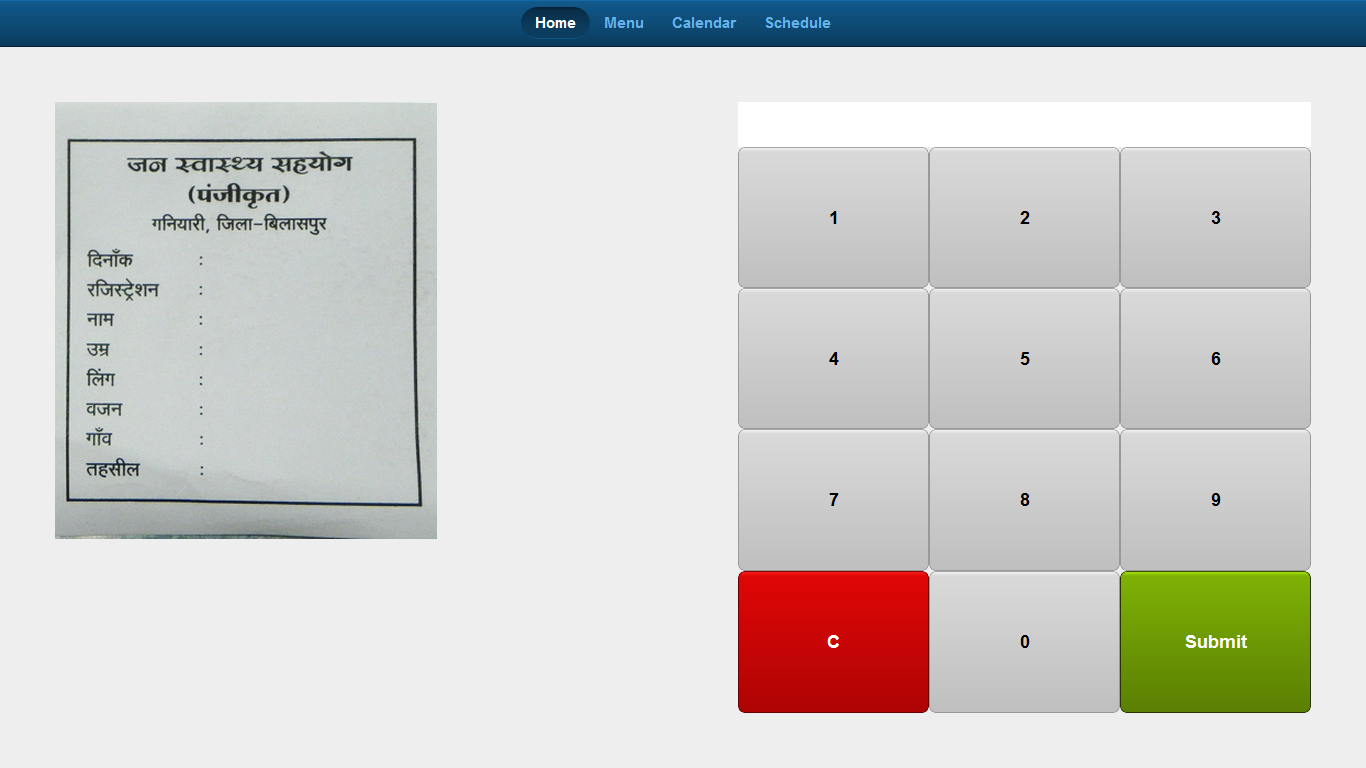 Home Menu Calendar Schedule
जन स्वास्थ्य सहयोग
(पंजीकृत)
गनियारी, जिला-बिलासपुर
दिनाँक :
रजिस्ट्रेशन :
नाम :
उम्र :
लिंग :
वजन :
गाँव :
तहसील :
1 2 3
4 5 6
7 8 9
C 0 Submit